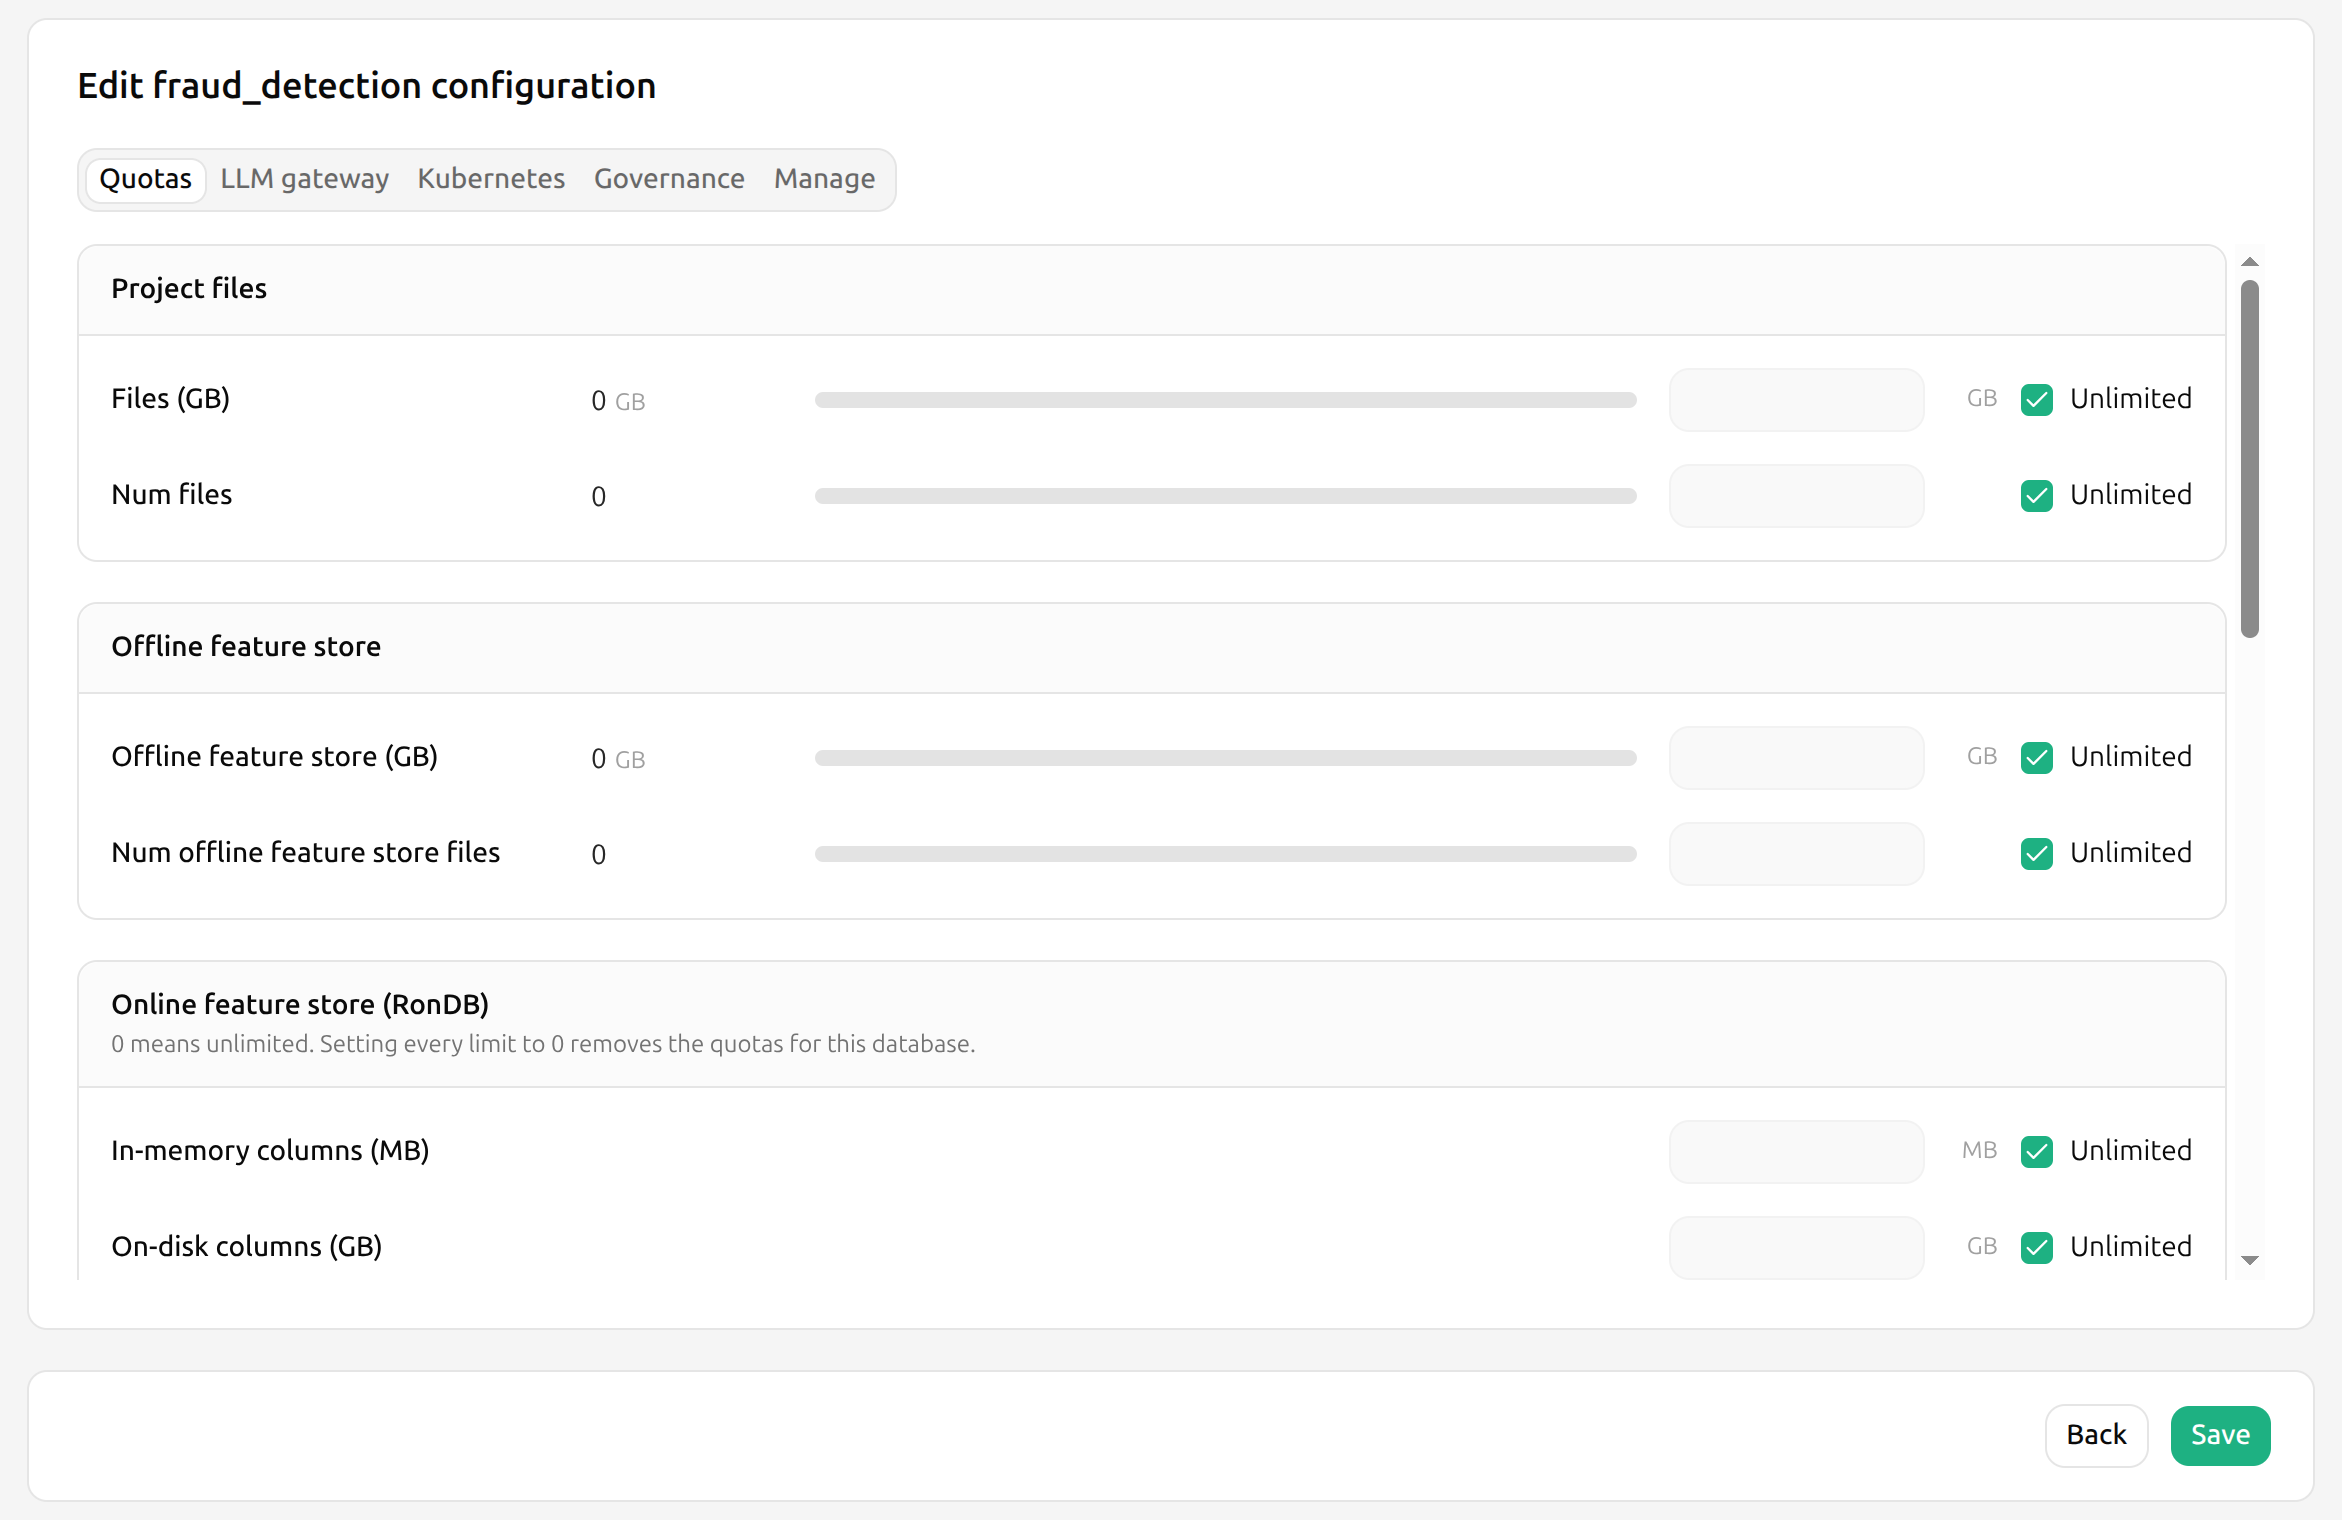 Edit fraud_detection configuration
Quotas LLM gateway Kubernetes Governance Manage
Project files
Files (GB) 0 GB GB Unlimited
Num files 0 Unlimited
Offline feature store
Offline feature store (GB) 0 GB GB Unlimited
Num offline feature store files 0 Unlimited
Online feature store (RonDB)
0 means unlimited. Setting every limit to 0 removes the quotas for this database.
In-memory columns (MB) MB Unlimited
On-disk columns (GB) GB Unlimited
Back Save